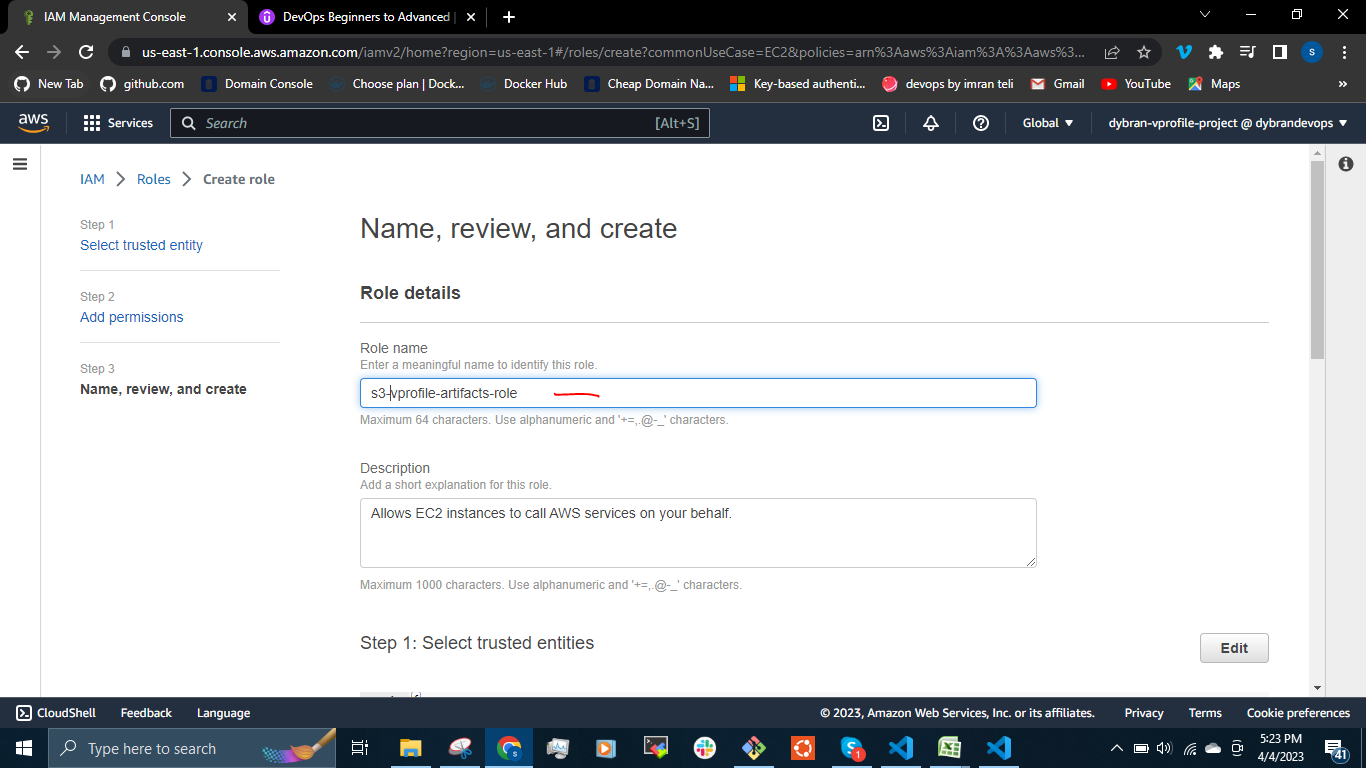 IAM Management Console
DevOps Beginners to Advanced |
us-east-1.console.aws.amazon.com/iamv2/home?region=us-east-1#/roles/create?commonUseCase=EC2&policies=arn%3Aaws%3Aiam%3A%3Aaws%3...
S
New Tab
github.com
Domain Console
Choose plan | Dock...
Docker Hub
Cheap Domain Na...
Key-based authenti...
devops by imran teli
Gmail
YouTube
Maps
»
aws
Services
Search
[Alt+S]
Global
dybran-vprofile-project @ dybrandevops
IAM > Roles > Create role
Step 1
Select trusted entity
Step 2
Add permissions
Step 3
Name, review, and create
Name, review, and create
Role details
Role name
Enter a meaningful name to identify this role.
s3-vprofile-artifacts-role
Maximum 64 characters. Use alphanumeric and '+=,.@-_' characters.
Description
Add a short explanation for this role.
Allows EC2 instances to call AWS services on your behalf.
Maximum 1000 characters. Use alphanumeric and '+=,.@-_' characters.
Step 1: Select trusted entities
Edit
CloudShell
Feedback
Language
© 2023, Amazon Web Services, Inc. or its affiliates.
Privacy
Terms
Cookie preferences
Type here to search
1
5:23 PM
4/4/2023
41